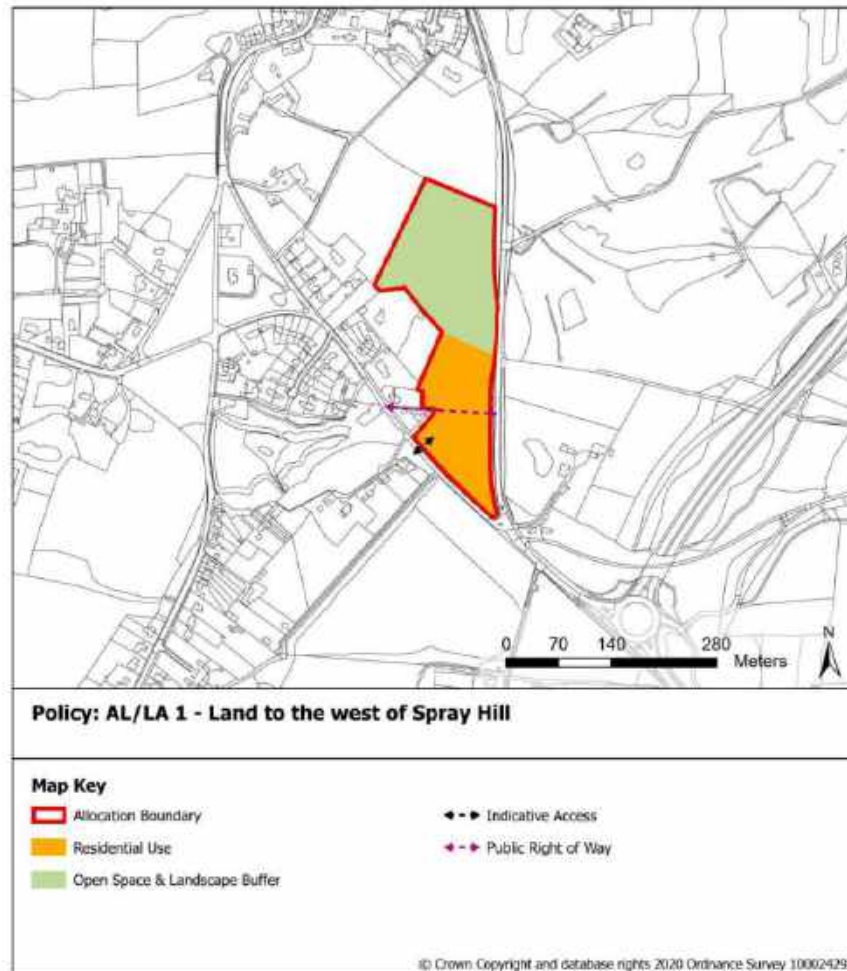 0 70 140 280
Meters
N
Policy: AL/LA 1 - Land to the west of Spray Hill
Map Key
Allocation Boundary
Residential Use
Open Space & Landscape Buffer
Indicative Access
Public Right of Way
© Crown Copyright and database rights 2020 Ordnance Survey 10002429